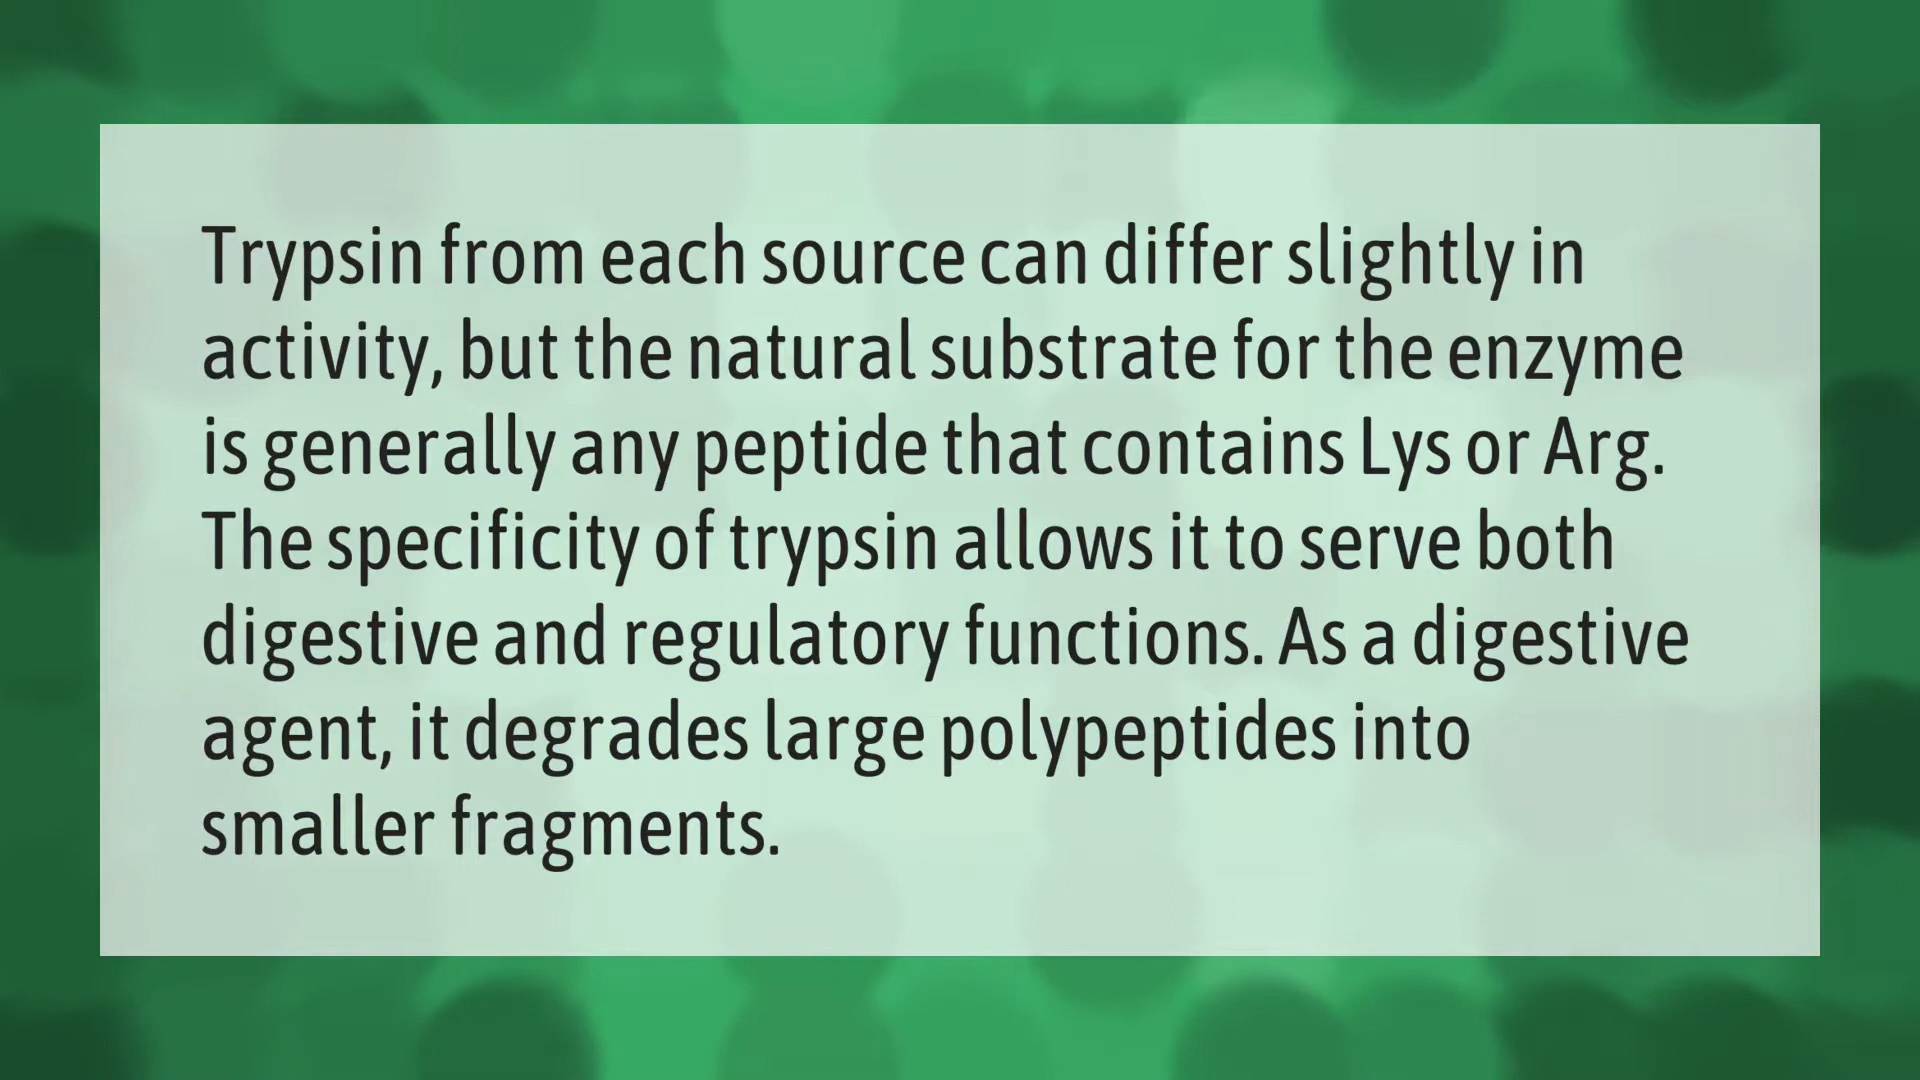 Trypsin from each source can differ slightly in
activity, but the natural substrate for the enzyme
is generally any peptide that contains Lys or Arg.
The specificity of trypsin allows it to serve both
digestive and regulatory functions. As a digestive
agent, it degrades large polypeptides into
smaller fragments.